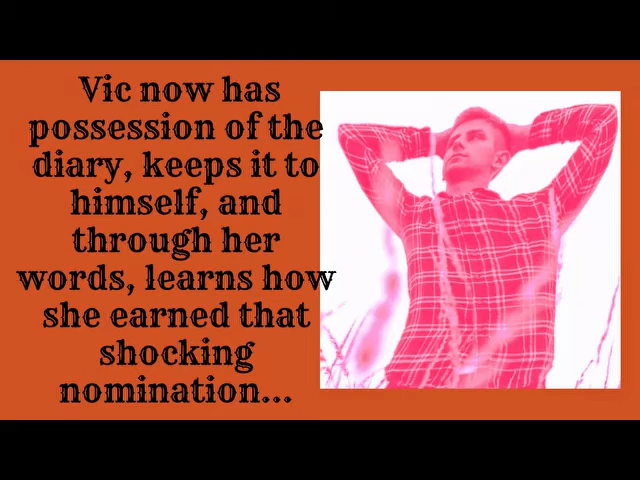 Vic now has
possession of the
diary, keeps it to
himself, and
through her
words, learns how
she earned that
shocking
nomination...